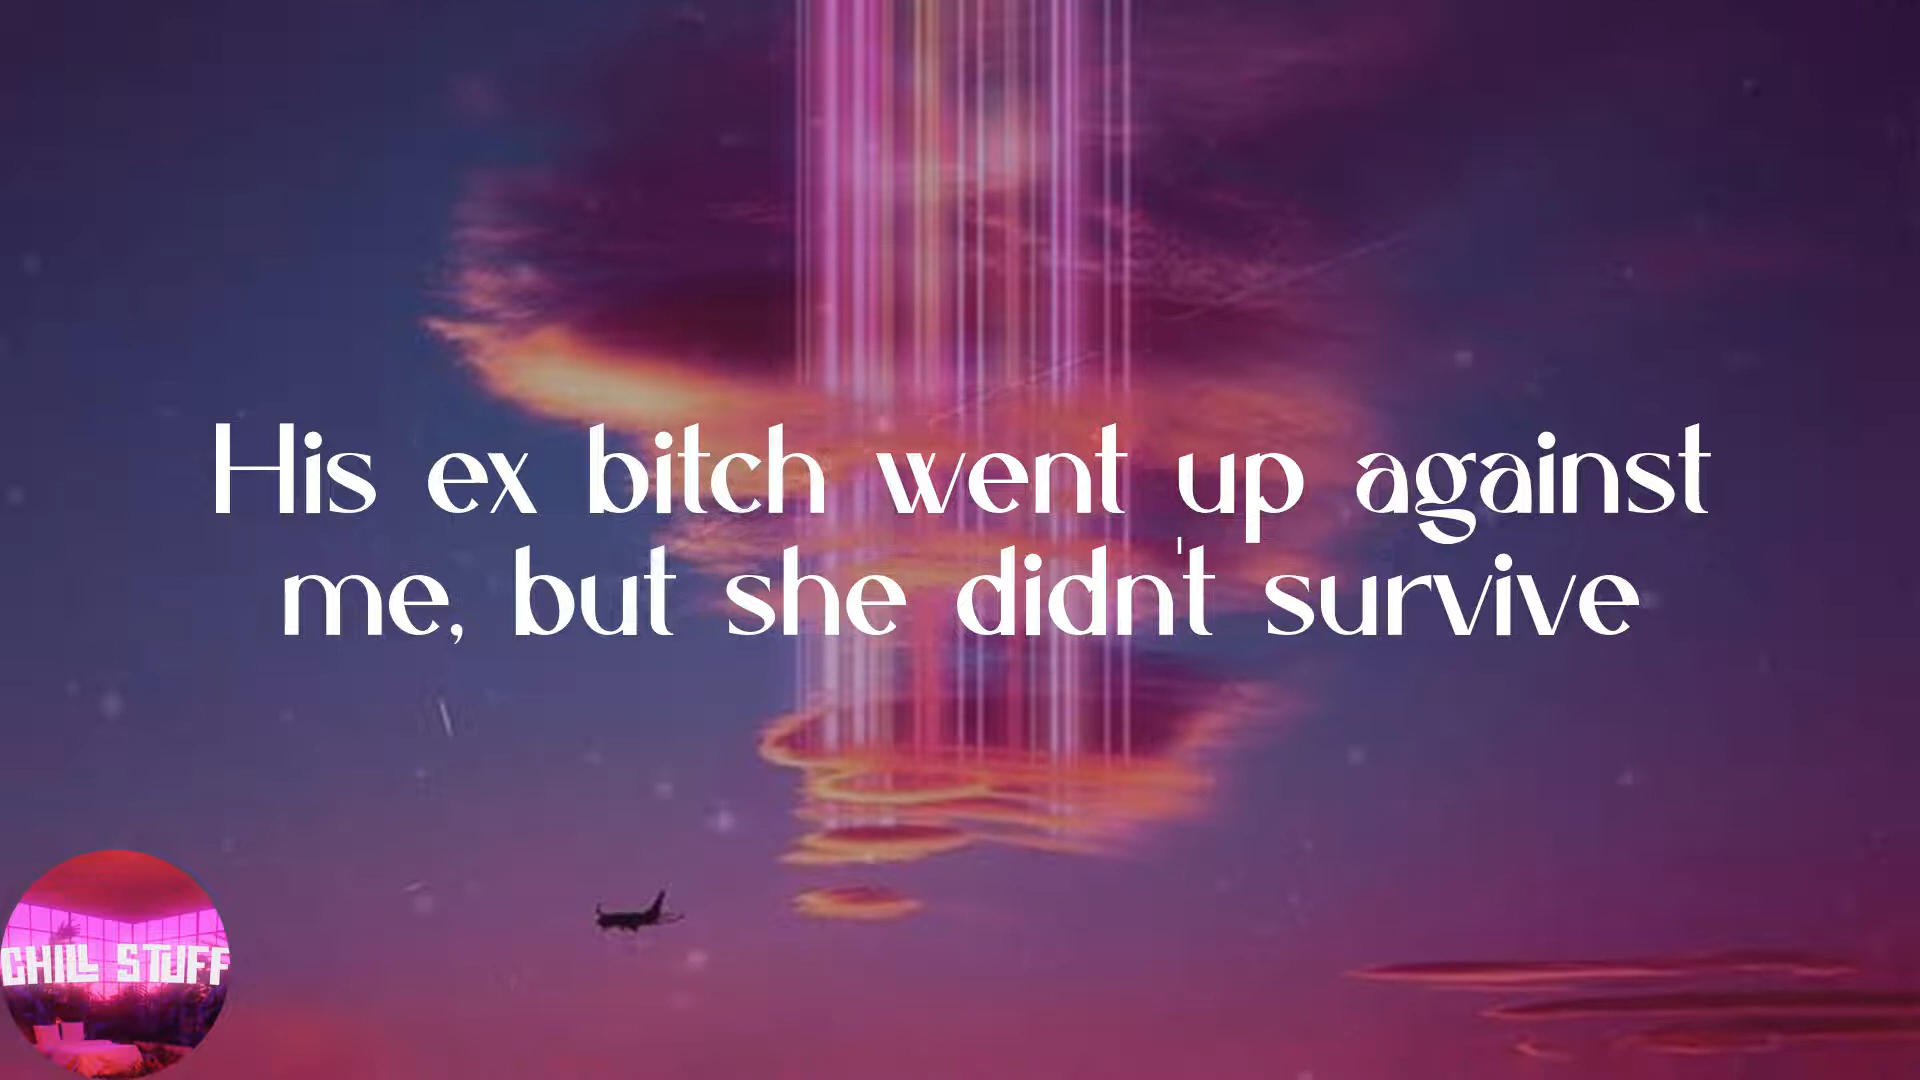 His ex bitch went up against
me, but she didn't survive
CHILL STUFF